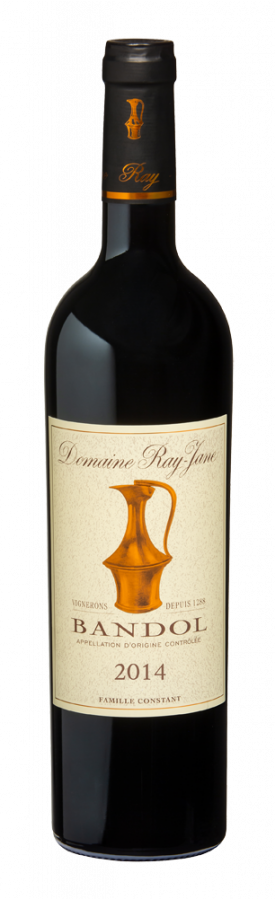 Ray
Domaine Ray-Jane
VIGNERONS DEPUIS 1288
BANDOL
APPELLATION D'ORIGINE CONTRÔLÉE
2014
FAMILLE CONSTANT